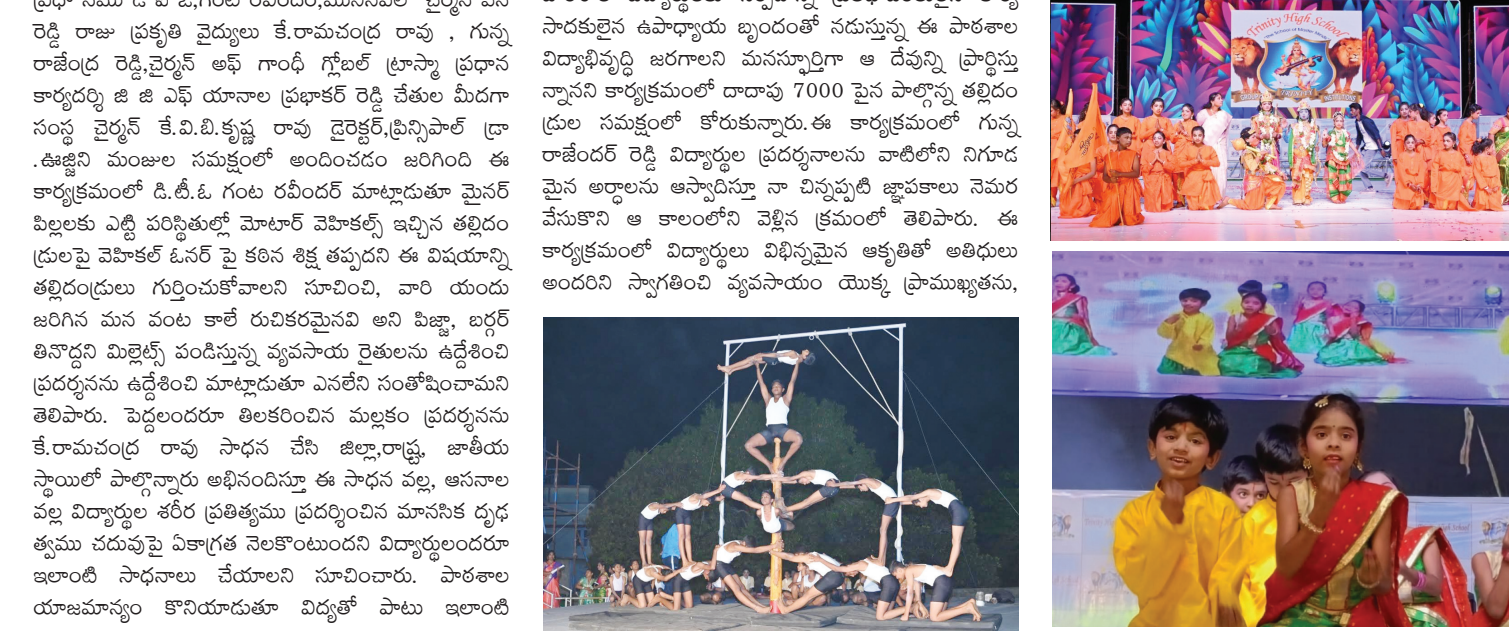 రెడ్డి రాజు ప్రకృతి వైద్యులు కే.రామచంద్ర రావు , గున్న
రాజేంద్ర రెడ్డి,చైర్మన్ అఫ్ గాంధీ గ్లోబల్ ట్రాస్మా ప్రధాన
కార్యదర్శి జి జి ఎఫ్ యానాల ప్రభాకర్ రెడ్డి చేతుల మీదగా
సంస్థ చైర్మన్ కే.వి.బి.కృష్ణ రావు డైరెక్టర్,ప్రిన్సిపాల్ డ్రా
.ఊజ్జిని మంజుల సమక్షంలో అందించడం జరిగింది ఈ
కార్యక్రమంలో డి.టీ.ఓ గంట రవీందర్ మాట్లాడుతూ మైనర్
పిల్లలకు ఎట్టి పరిస్థితుల్లో మోటార్ వెహికల్స్ ఇచ్చిన తల్లిదం
డ్రులపై వెహికల్ ఓనర్ పై కఠిన శిక్ష తప్పదని ఈ విషయాన్ని
తల్లిదండ్రులు గుర్తించుకోవాలని సూచించి, వారి యందు
జరిగిన మన వంట కాలే రుచికరమైనవి అని పిజ్జా, బర్గర్
తినొద్దని మిల్లెట్స్ పండిస్తున్న వ్యవసాయ రైతులను ఉద్దేశించి
ప్రదర్శనను ఉద్దేశించి మాట్లాడుతూ ఎనలేని సంతోషించామని
తెలిపారు. పెద్దలందరూ తిలకరించిన మల్లకం ప్రదర్శనను
కే.రామచంద్ర రావు సాధన చేసి జిల్లా,రాష్ట్ర, జాతీయ
స్థాయిలో పాల్గొన్నారు అభినందిస్తూ ఈ సాధన వల్ల, ఆసనాల
వల్ల విద్యార్థుల శరీర ప్రతిత్యము ప్రదర్శించిన మానసిక దృఢ
త్వము చదువుపై ఏకాగ్రత నెలకొంటుందని విద్యార్థులందరూ
ఇలాంటి సాధనాలు చేయాలని సూచించారు. పాఠశాల
యాజమాన్యం కొనియాడుతూ విద్యతో పాటు ఇలాంటి
సాదకులైన ఉపాధ్యాయ బృందంతో నడుస్తున్న ఈ పాఠశాల
విద్యాభివృద్ధి జరగాలని మనస్ఫూర్తిగా ఆ దేవున్ని ప్రార్థిస్తు
న్నానని కార్యక్రమంలో దాదాపు 7000 పైన పాల్గొన్న తల్లిదం
డ్రుల సమక్షంలో కోరుకున్నారు.ఈ కార్యక్రమంలో గున్న
రాజేందర్ రెడ్డి విద్యార్థుల ప్రదర్శనాలను వాటిలోని నిగూడ
మైన అర్థాలను ఆస్వాదిస్తూ నా చిన్నప్పటి జ్ఞాపకాలు నెమర
వేసుకొని ఆ కాలంలోని వెళ్లిన క్రమంలో తెలిపారు. ఈ
కార్యక్రమంలో విద్యార్థులు విభిన్నమైన ఆకృతితో అతిధులు
అందరిని స్వాగతించి వ్యవసాయం యొక్క ప్రాముఖ్యతను,
Trinity High School